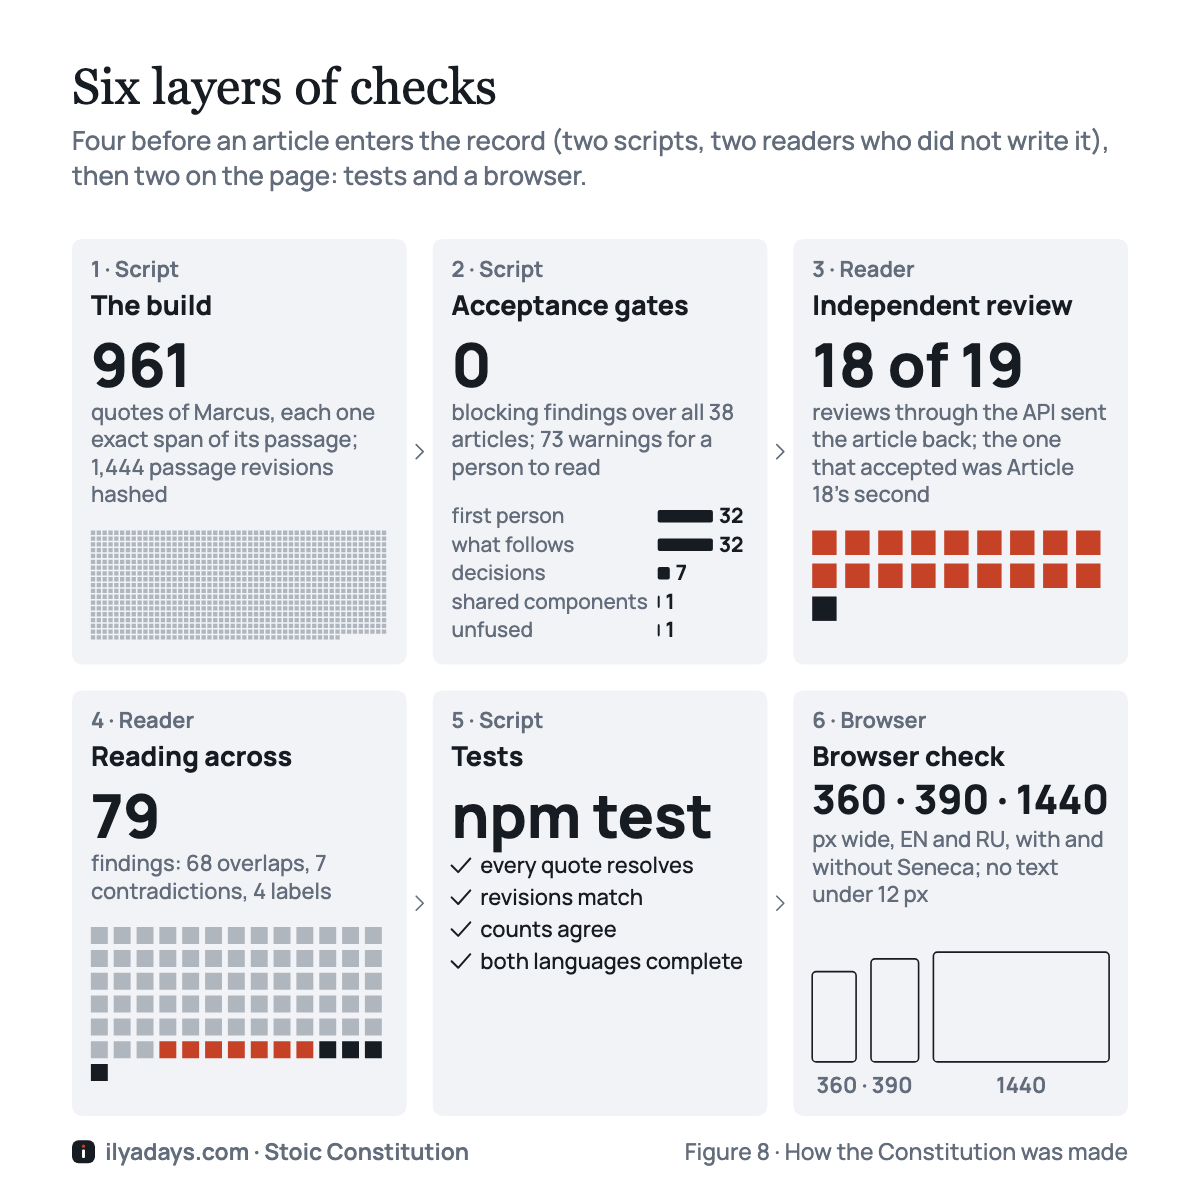 Six layers of checks
Four before an article enters the record (two scripts, two readers who did not write it),
then two on the page: tests and a browser.
1 · Script
The build
961
quotes of Marcus, each one
exact span of its passage;
1,444 passage revisions
hashed
2 · Script
Acceptance gates
0
blocking findings over all 38
articles; 73 warnings for a
person to read
first person 32
what follows 32
decisions 7
shared components 1
unfused 1
3 · Reader
Independent review
18 of 19
reviews through the API sent
the article back; the one
that accepted was Article
18’s second
4 · Reader
Reading across
79
findings: 68 overlaps, 7
contradictions, 4 labels
5 · Script
Tests
npm test
every quote resolves
revisions match
counts agree
both languages complete
6 · Browser
Browser check
360 · 390 · 1440
px wide, EN and RU, with and
without Seneca; no text
under 12 px
360 · 390 1440
ilyadays.com · Stoic Constitution
Figure 8 · How the Constitution was made